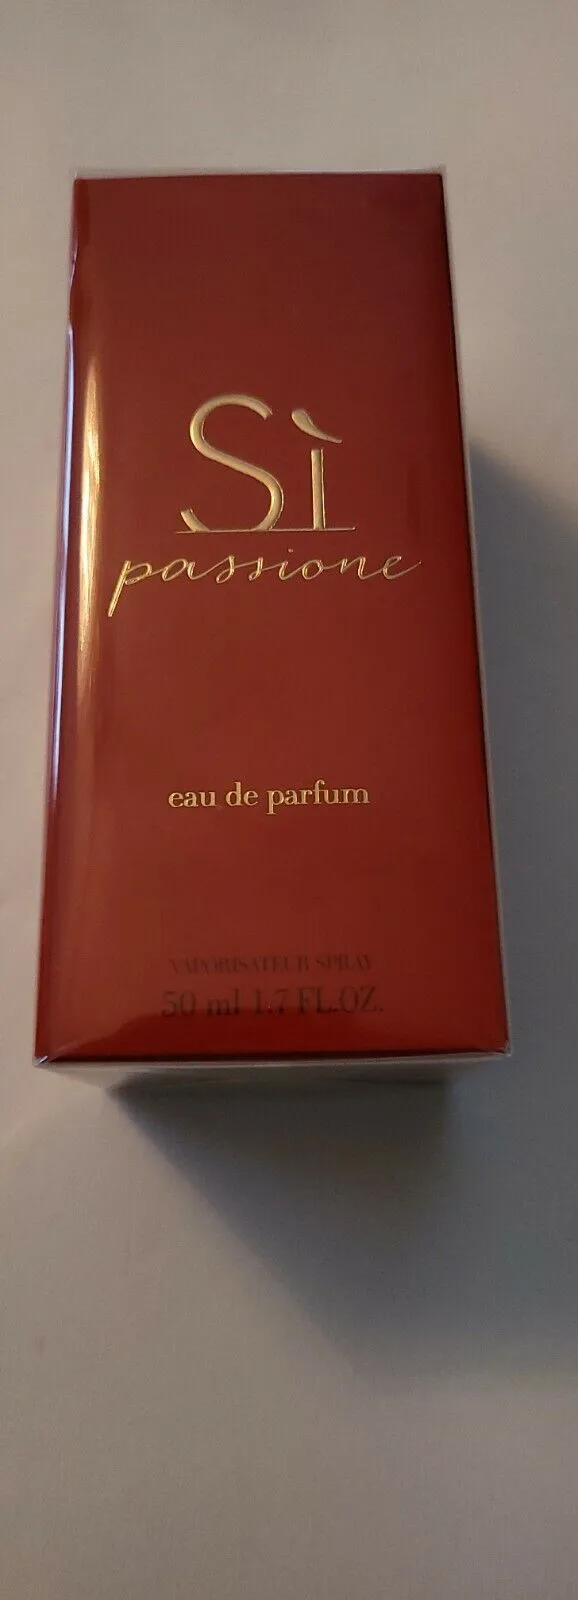 Sì
passione
eau de parfum
VAPORISATEUR SPRAY
50 ml 1.7 FL.OZ.